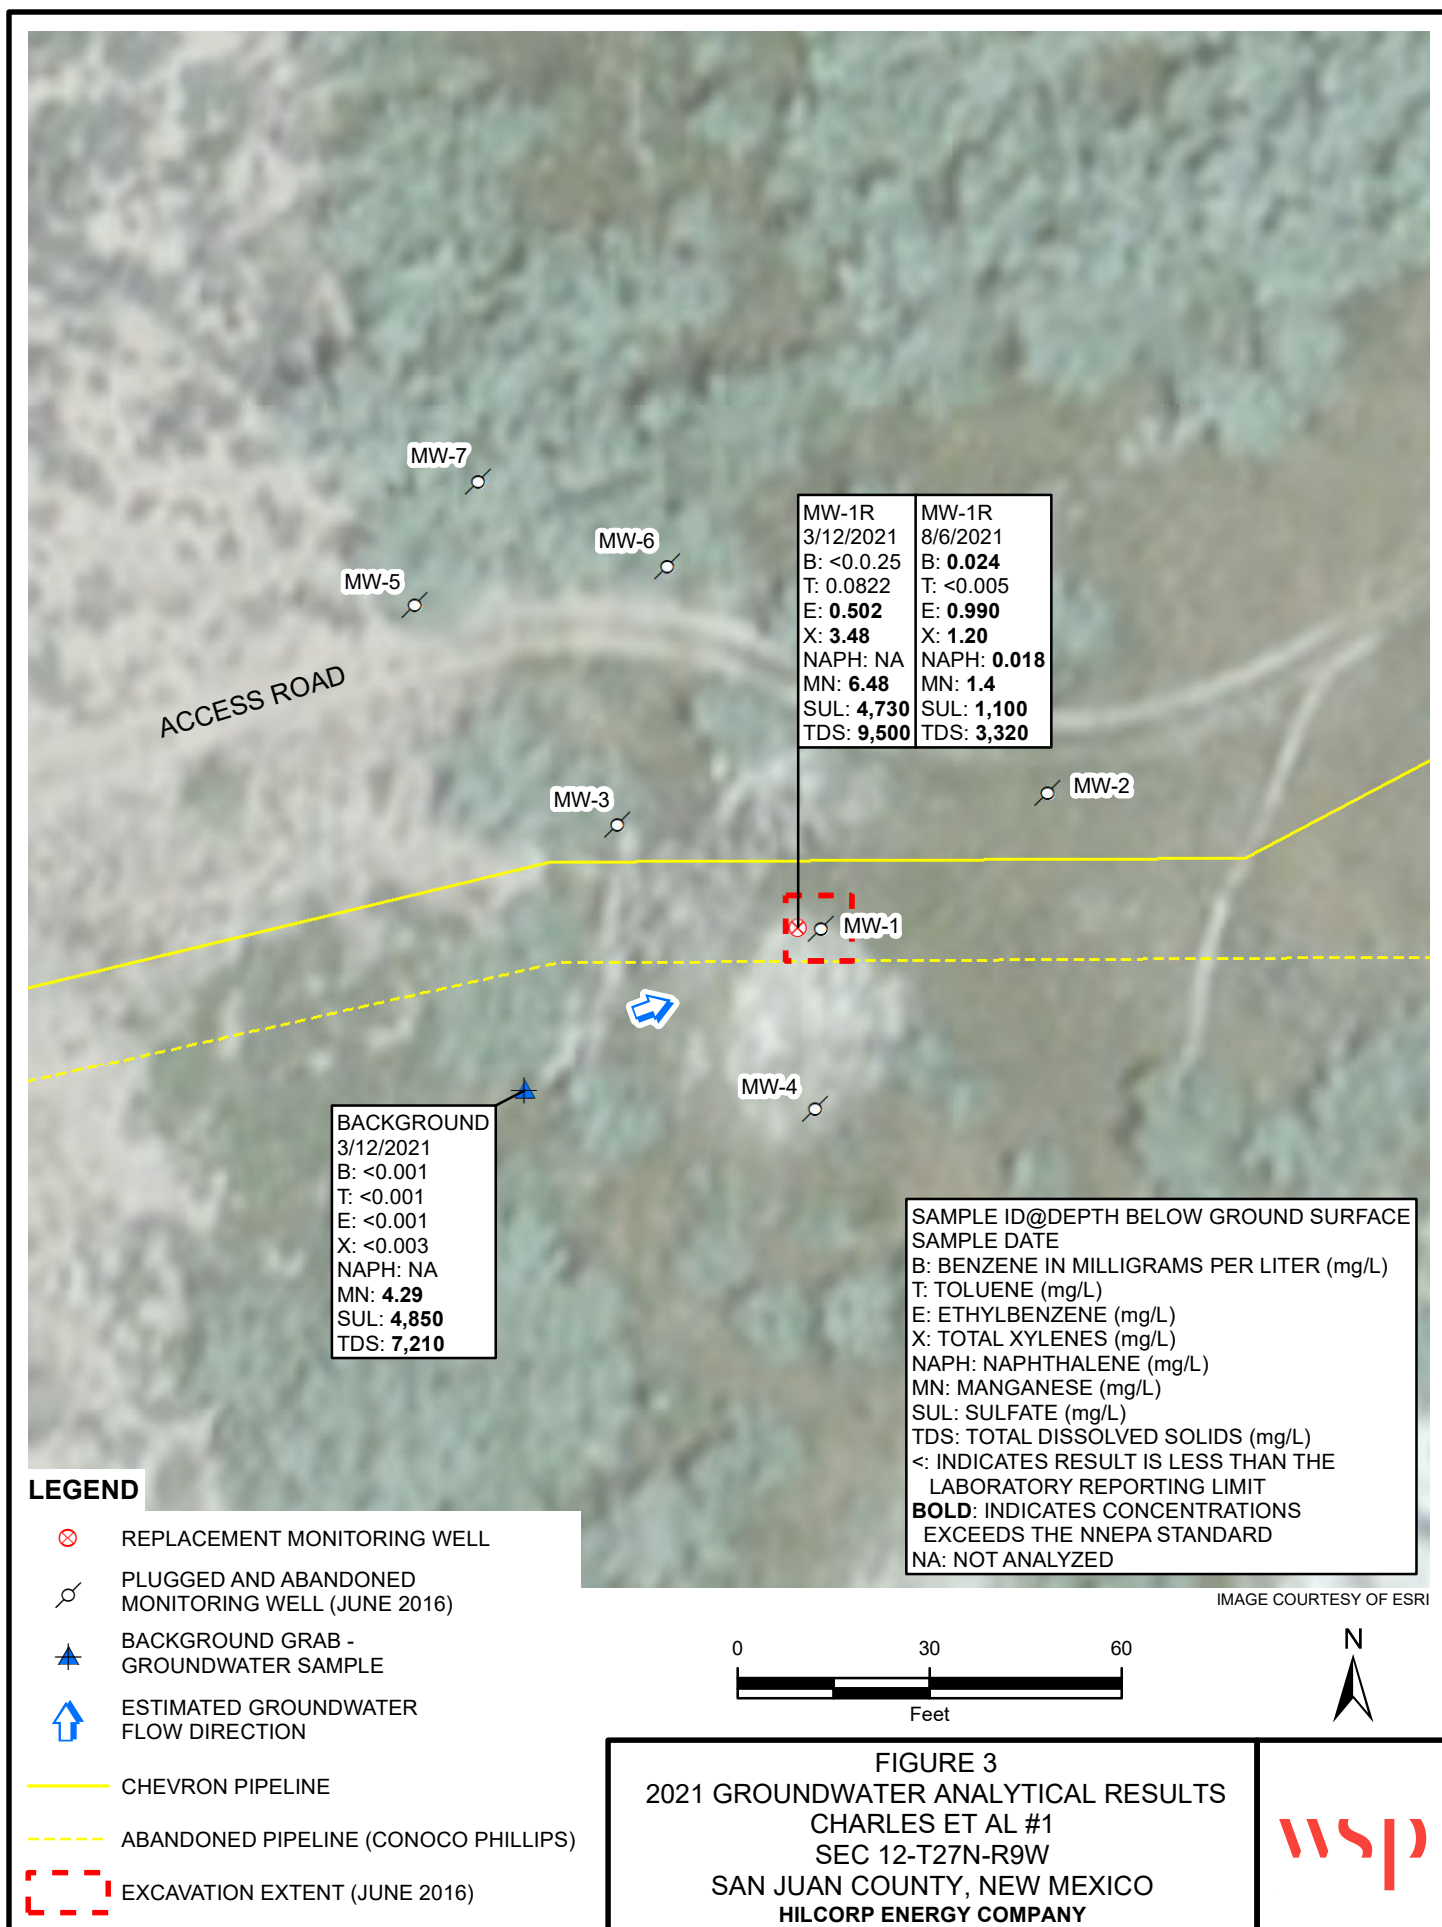 MW-7
MW-6
MW-5
ACCESS ROAD
MW-1R
3/12/2021
B: <0.0.25
T: 0.0822
E: 0.502
X: 3.48
NAPH: NA
MN: 6.48
SUL: 4,730
TDS: 9,500
MW-1R
8/6/2021
B: 0.024
T: <0.005
E: 0.990
X: 1.20
NAPH: 0.018
MN: 1.4
SUL: 1,100
TDS: 3,320
MW-2
MW-3
MW-1
MW-4
BACKGROUND
3/12/2021
B: <0.001
T: <0.001
E: <0.001
X: <0.003
NAPH: NA
MN: 4.29
SUL: 4,850
TDS: 7,210
SAMPLE ID@DEPTH BELOW GROUND SURFACE
SAMPLE DATE
B: BENZENE IN MILLIGRAMS PER LITER (mg/L)
T: TOLUENE (mg/L)
E: ETHYLBENZENE (mg/L)
X: TOTAL XYLENES (mg/L)
NAPH: NAPHTHALENE (mg/L)
MN: MANGANESE (mg/L)
SUL: SULFATE (mg/L)
TDS: TOTAL DISSOLVED SOLIDS (mg/L)
<: INDICATES RESULT IS LESS THAN THE
LABORATORY REPORTING LIMIT
BOLD: INDICATES CONCENTRATIONS
EXCEEDS THE NNEPA STANDARD
NA: NOT ANALYZED
IMAGE COURTESY OF ESRI
LEGEND
REPLACEMENT MONITORING WELL
PLUGGED AND ABANDONED
MONITORING WELL (JUNE 2016)
BACKGROUND GRAB -
GROUNDWATER SAMPLE
ESTIMATED GROUNDWATER
FLOW DIRECTION
CHEVRON PIPELINE
ABANDONED PIPELINE (CONOCO PHILLIPS)
EXCAVATION EXTENT (JUNE 2016)
0 30 60
Feet
N
FIGURE 3
2021 GROUNDWATER ANALYTICAL RESULTS
CHARLES ET AL #1
SEC 12-T27N-R9W
SAN JUAN COUNTY, NEW MEXICO
HILCORP ENERGY COMPANY
wsp